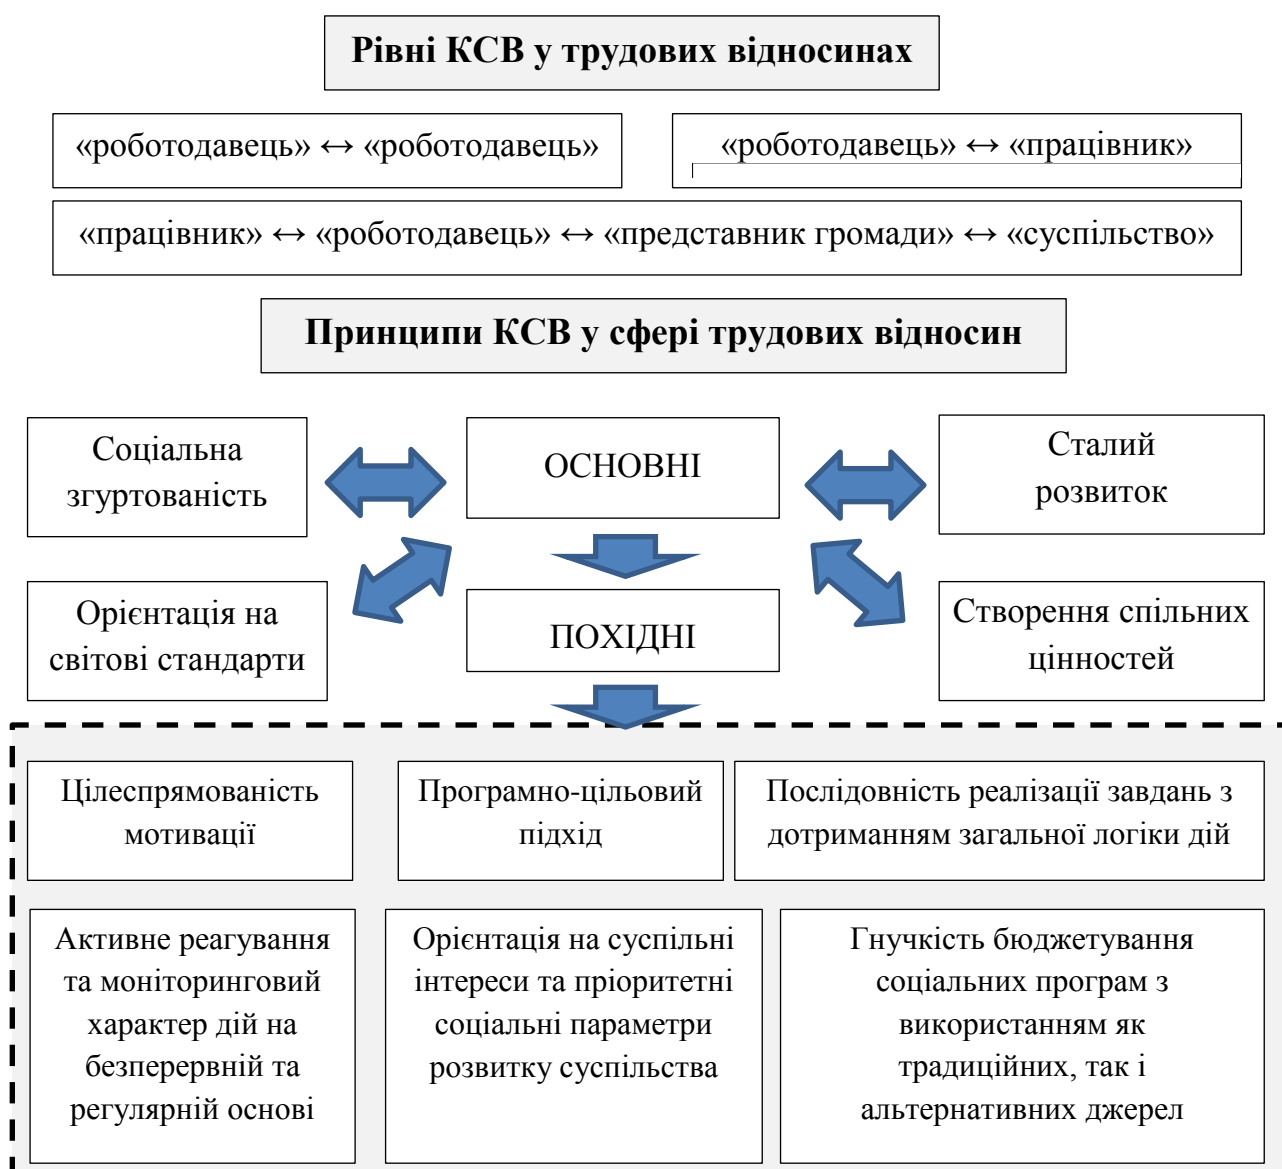 Рівні КСВ у трудових відносинах
«роботодавець» ↔ «роботодавець»
«роботодавець» ↔ «працівник»
«працівник» ↔ «роботодавець» ↔ «представник громади» ↔ «суспільство»
Принципи КСВ у сфері трудових відносин
Соціальна
згуртованість
ОСНОВНІ
Сталий
розвиток
Орієнтація на
світові стандарти
ПОХІДНІ
Створення спільних
цінностей
Цілеспрямованість
мотивації
Програмно-цільовий
підхід
Послідовність реалізації завдань з
дотриманням загальної логіки дій
Активне реагування
та моніторинговий
характер дій на
безперервній та
регулярній основі
Орієнтація на суспільні
інтереси та пріоритетні
соціальні параметри
розвитку суспільства
Гнучкість бюджетування
соціальних програм з
використанням як
традиційних, так і
альтернативних джерел